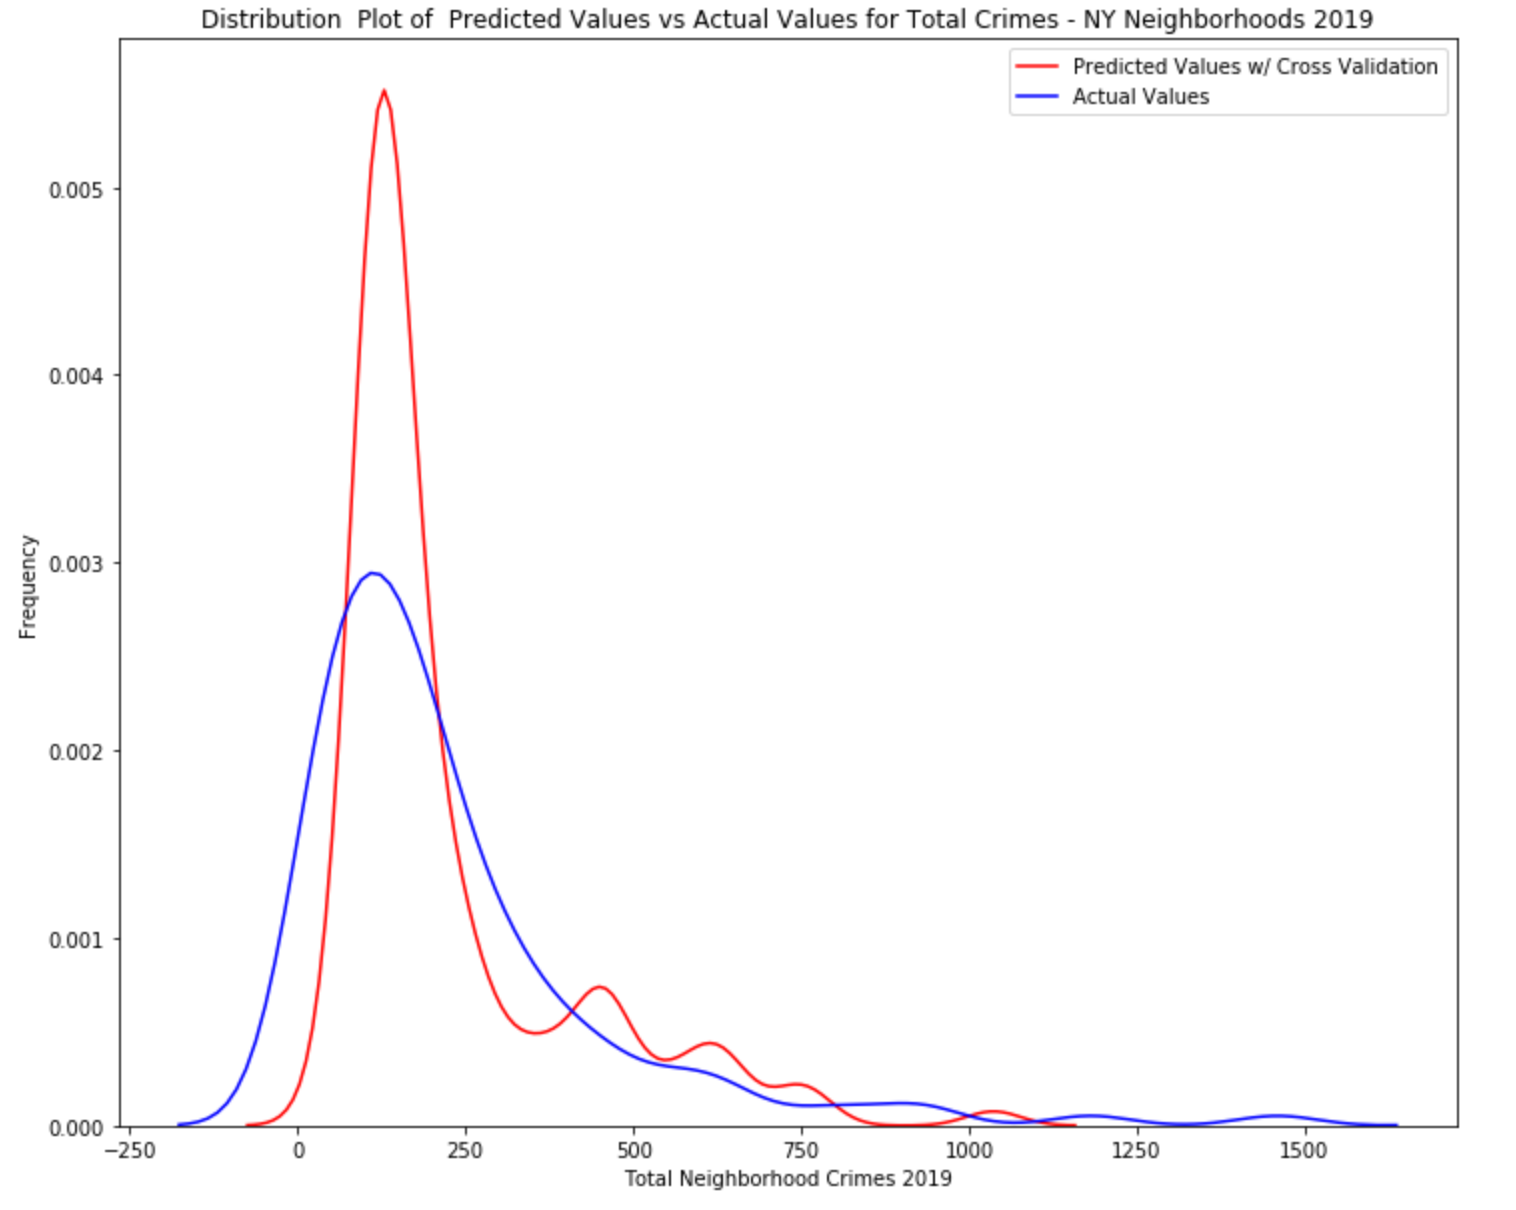 Distribution  Plot of  Predicted Values vs Actual Values for Total Crimes - NY Neighborhoods 2019
Predicted Values w/ Cross Validation
Actual Values
Frequency
0.005
0.004
0.003
0.002
0.001
0.000
−250 0 250 500 750 1000 1250 1500
Total Neighborhood Crimes 2019